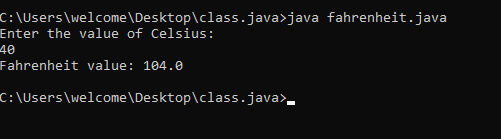 C:\Users\welcome\Desktop\class.java>java fahrenheit.java
Enter the value of Celsius:
40
Fahrenheit value: 104.0
C:\Users\welcome\Desktop\class.java>